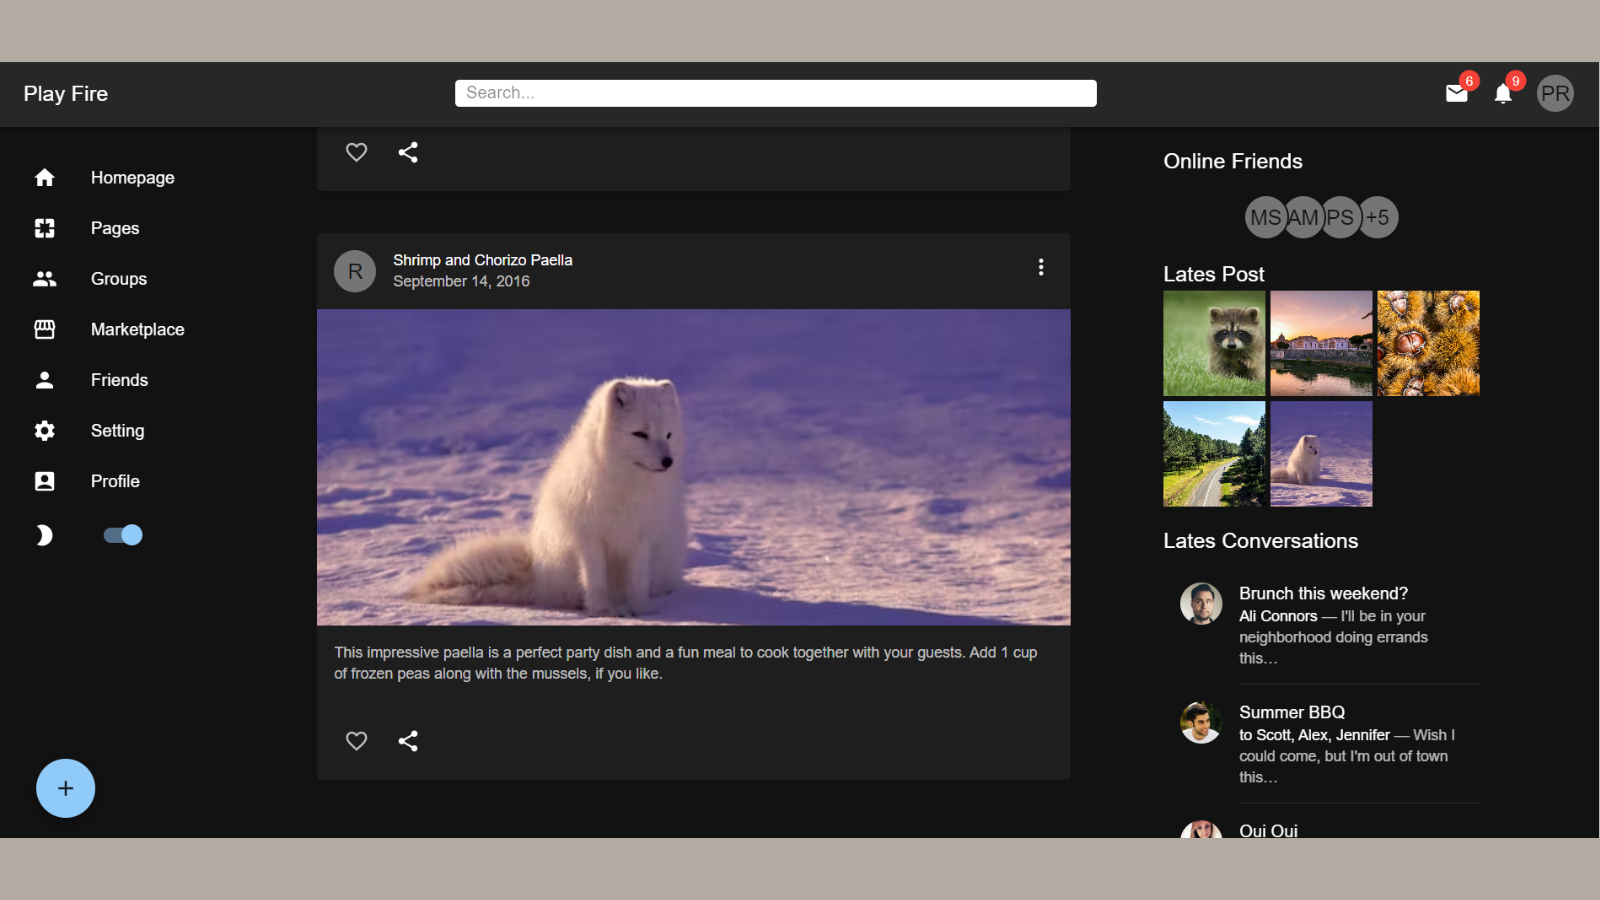 Play Fire
Search...
6
9
PR
Homepage
Pages
Groups
Marketplace
Friends
Setting
Profile
R
Shrimp and Chorizo Paella
September 14, 2016
This impressive paella is a perfect party dish and a fun meal to cook together with your guests. Add 1 cup
of frozen peas along with the mussels, if you like.
Online Friends
MS
AM
PS
+5
Lates Post
Lates Conversations
Brunch this weekend?
Ali Connors — I'll be in your
neighborhood doing errands
this…
Summer BBQ
to Scott, Alex, Jennifer — Wish I
could come, but I'm out of town
this…
Oui Oui